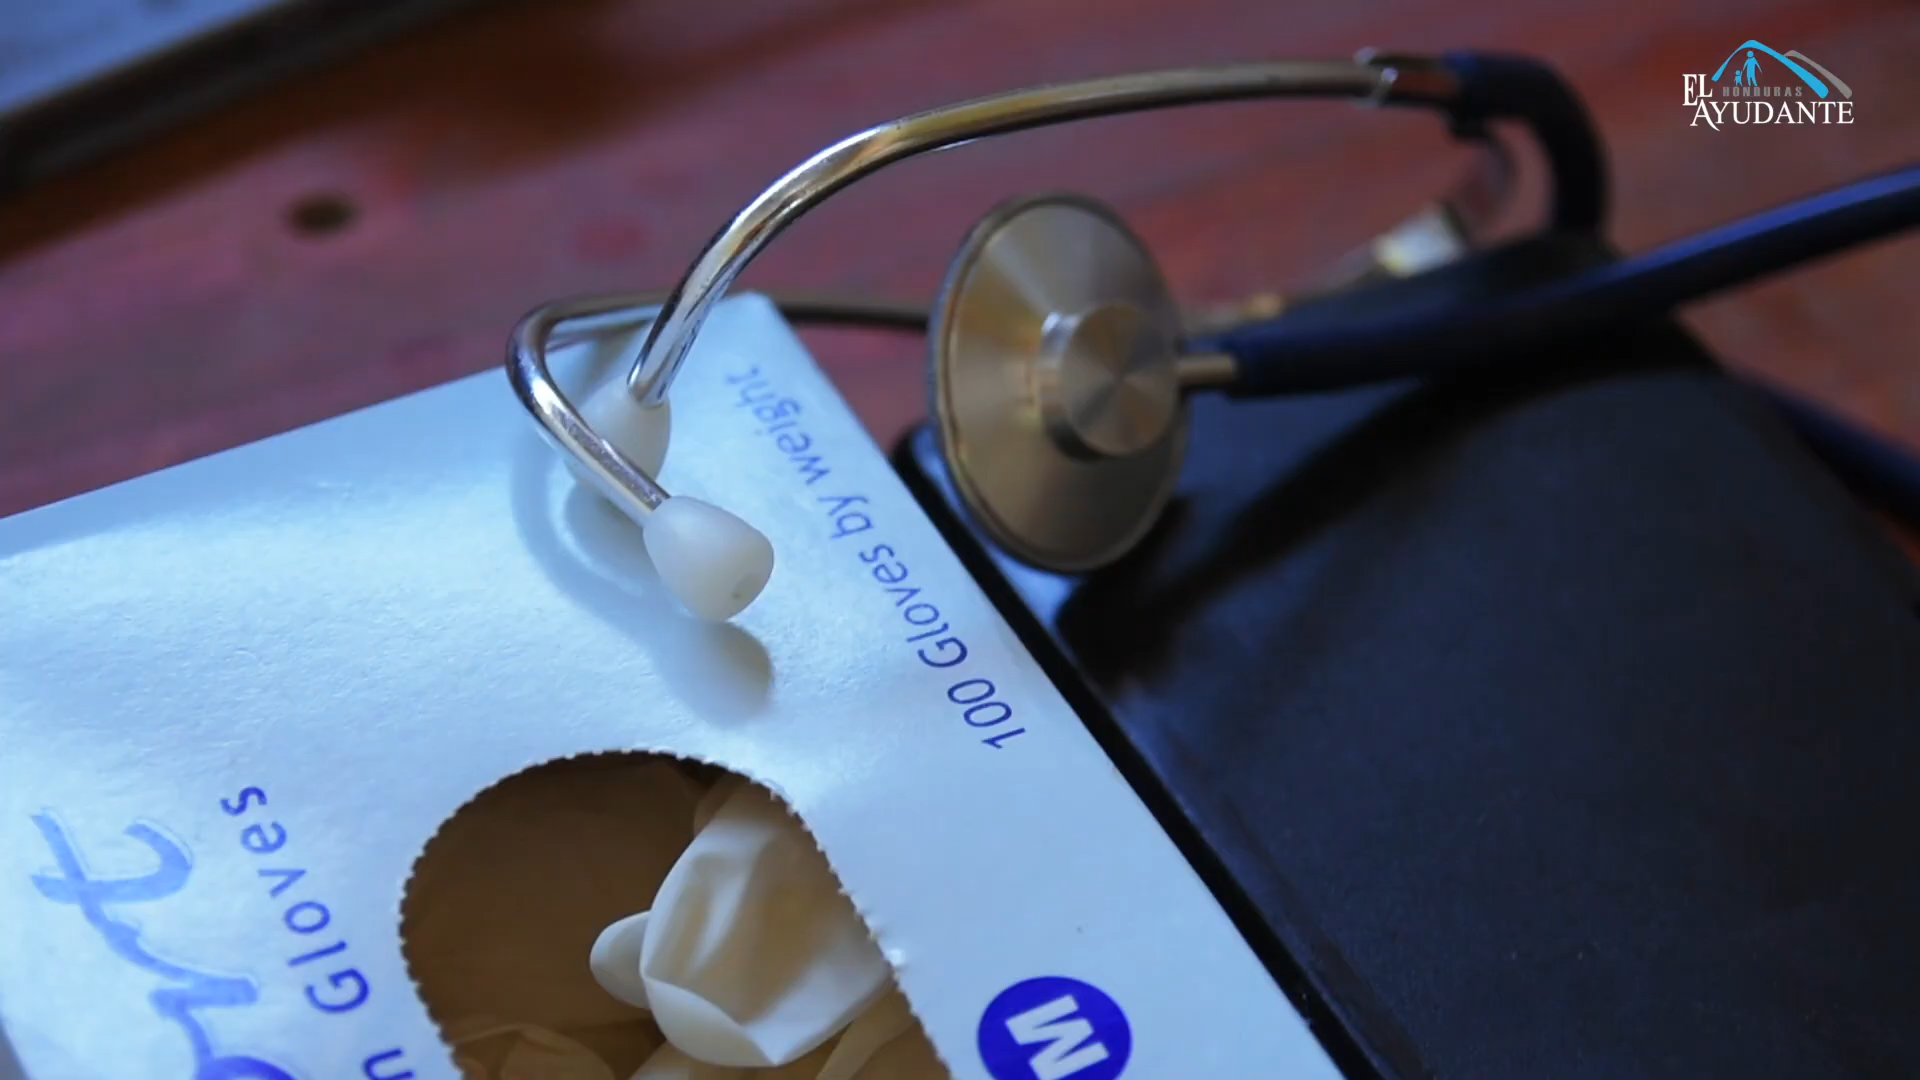 EL
HONDURAS
AYUDANTE
100 Gloves by weight
Gloves
M